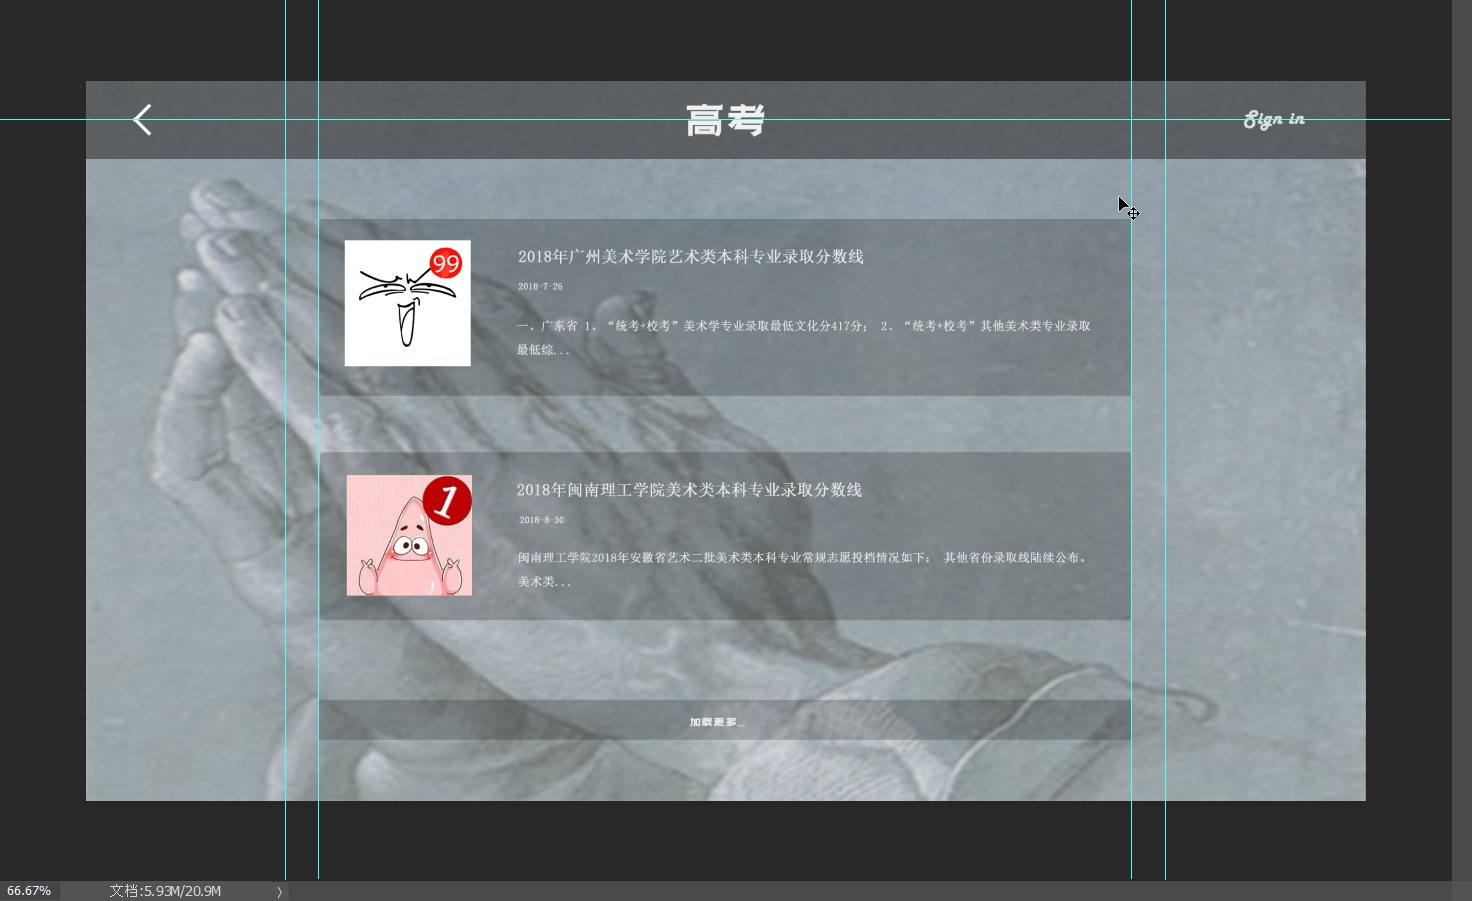 高考
Sign in
99
2018年广州美术学院艺术类本科专业录取分数线
2018-7-26
一、广东省 1、“统考+校考”美术学专业录取最低文化分417分； 2、“统考+校考”其他美术类专业录取
最低综...
1
2018年闽南理工学院美术类本科专业录取分数线
2018-8-30
闽南理工学院2018年安徽省艺术二批美术类本科专业常规志愿投档情况如下： 其他省份录取线陆续公布。
美术类...
加载更多..
66.67%
文档:5.93M/20.9M